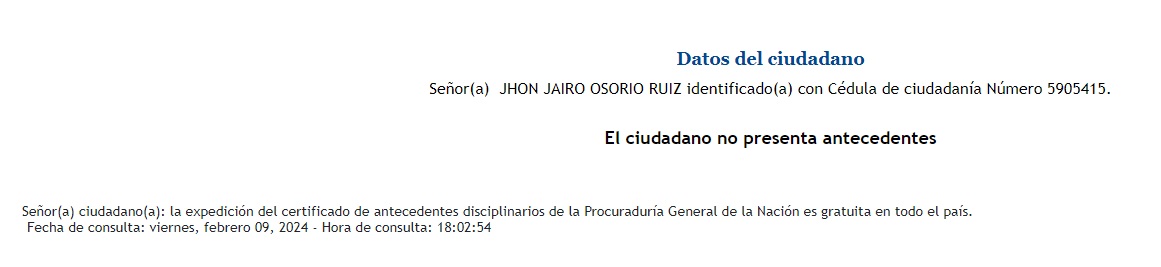 Datos del ciudadano
Señor(a) JHON JAIRO OSORIO RUIZ identificado(a) con Cédula de ciudadanía Número 5905415.
El ciudadano no presenta antecedentes
Señor(a) ciudadano(a): la expedición del certificado de antecedentes disciplinarios de la Procuraduría General de la Nación es gratuita en todo el país.
Fecha de consulta: viernes, febrero 09, 2024 - Hora de consulta: 18:02:54